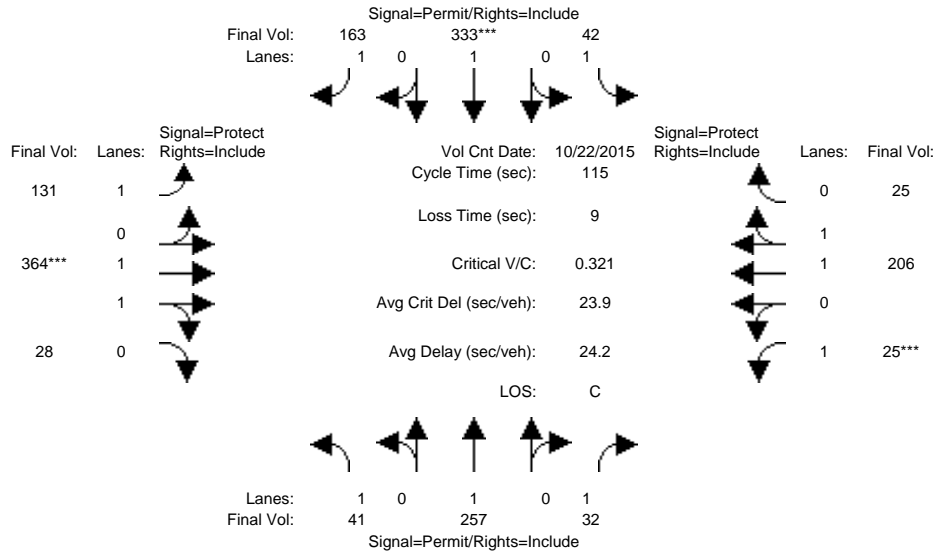 Signal=Permit/Rights=Include
Final Vol: 163 333*** 42
Lanes: 1 0 1 0 1
Signal=Protect Signal=Protect
Final Vol: Lanes: Rights=Include Vol Cnt Date: 10/22/2015 Rights=Include Lanes: Final Vol:
Cycle Time (sec): 115
131 1 0 25
Loss Time (sec): 9
0 1
364*** 1 Critical V/C: 0.321 1 206
1 Avg Crit Del (sec/veh): 23.9 0
28 0 Avg Delay (sec/veh): 24.2 1 25***
LOS: C
Lanes: 1 0 1 0 1
Final Vol: 41 257 32
Signal=Permit/Rights=Include